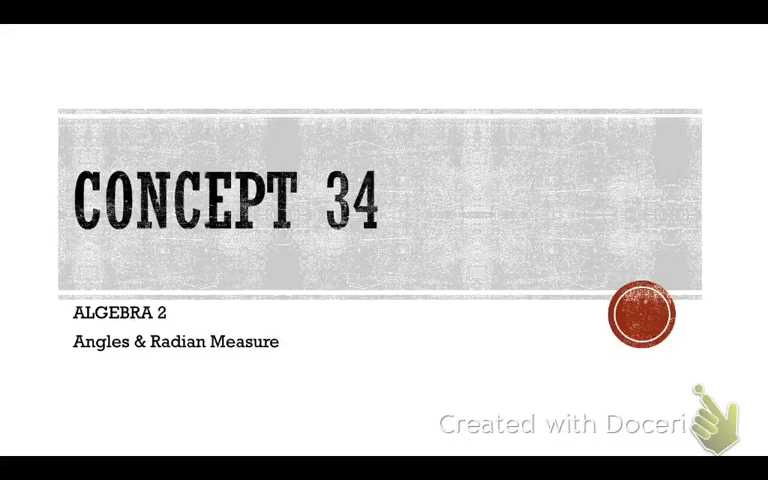 CONCEPT 34
ALGEBRA 2
Angles & Radian Measure
Created with Doceri